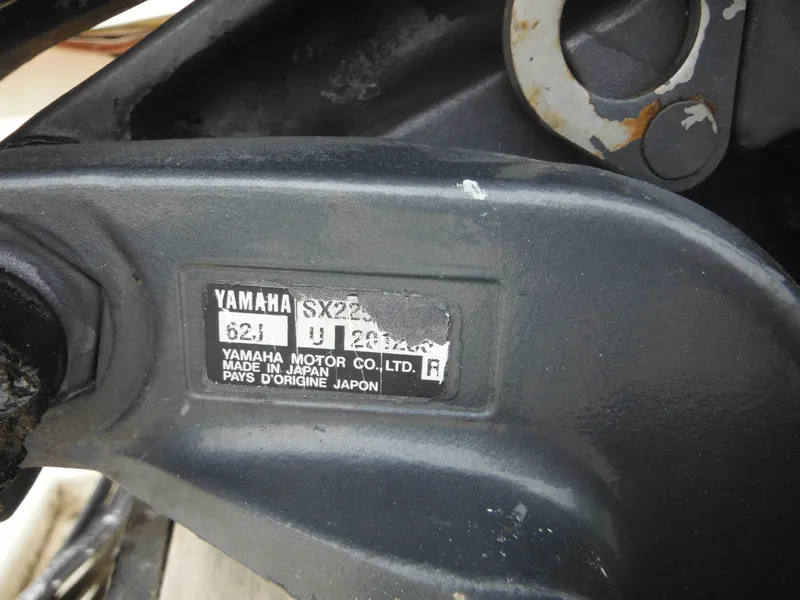 YAMAHA
62J U
YAMAHA MOTOR CO.,LTD. R
MADE IN JAPAN
PAYS D'ORIGINE JAPON